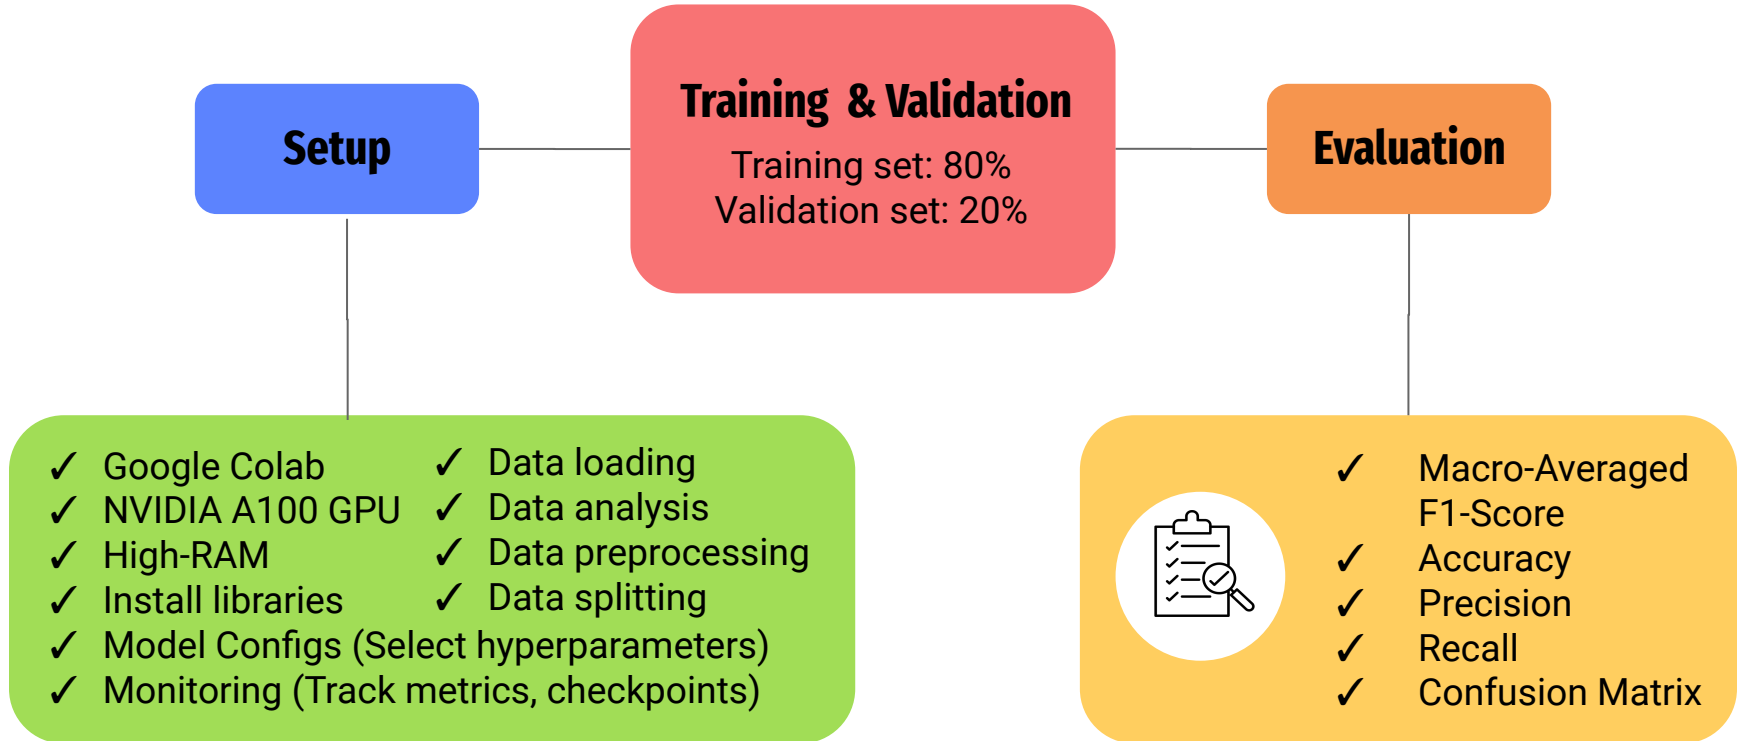 Setup
Training & Validation
Training set: 80%
Validation set: 20%
Evaluation
✓ Google Colab
✓ NVIDIA A100 GPU
✓ High-RAM
✓ Install libraries
✓ Data loading
✓ Data analysis
✓ Data preprocessing
✓ Data splitting
✓ Model Configs (Select hyperparameters)
✓ Monitoring (Track metrics, checkpoints)
✓ Macro-Averaged
F1-Score
✓ Accuracy
✓ Precision
✓ Recall
✓ Confusion Matrix